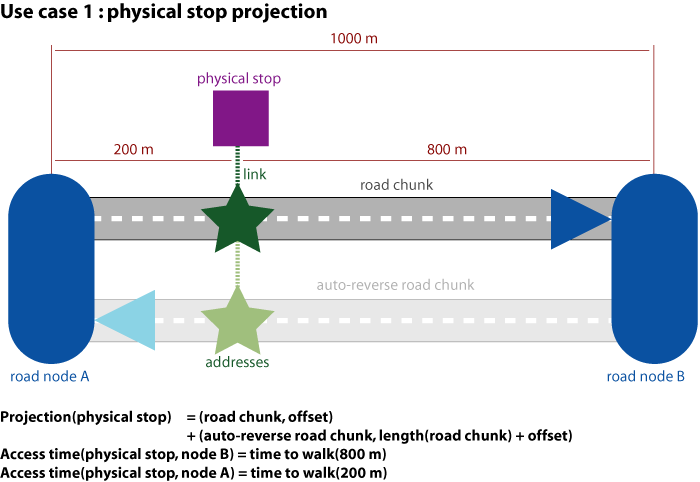 Use case 1 : physical stop projection
1000 m
physical stop
200 m
800 m
link
road chunk
auto-reverse road chunk
addresses
road node A
road node B
Projection(physical stop) = (road chunk, offset)
+ (auto-reverse road chunk, length(road chunk) + offset)
Access time(physical stop, node B) = time to walk(800 m)
Access time(physical stop, node A) = time to walk(200 m)